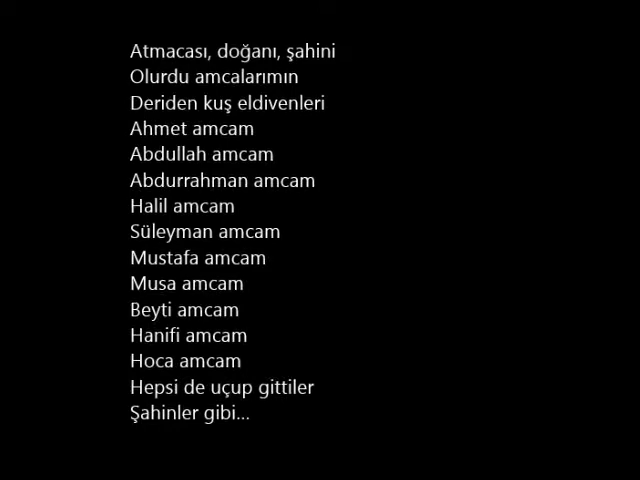 Atmacası, doğanı, şahini
Olurdu amcalarımın
Deriden kuş eldivenleri
Ahmet amcam
Abdullah amcam
Abdurrahman amcam
Halil amcam
Süleyman amcam
Mustafa amcam
Musa amcam
Beyti amcam
Hanifi amcam
Hoca amcam
Hepsi de uçup gittiler
Şahinler gibi...